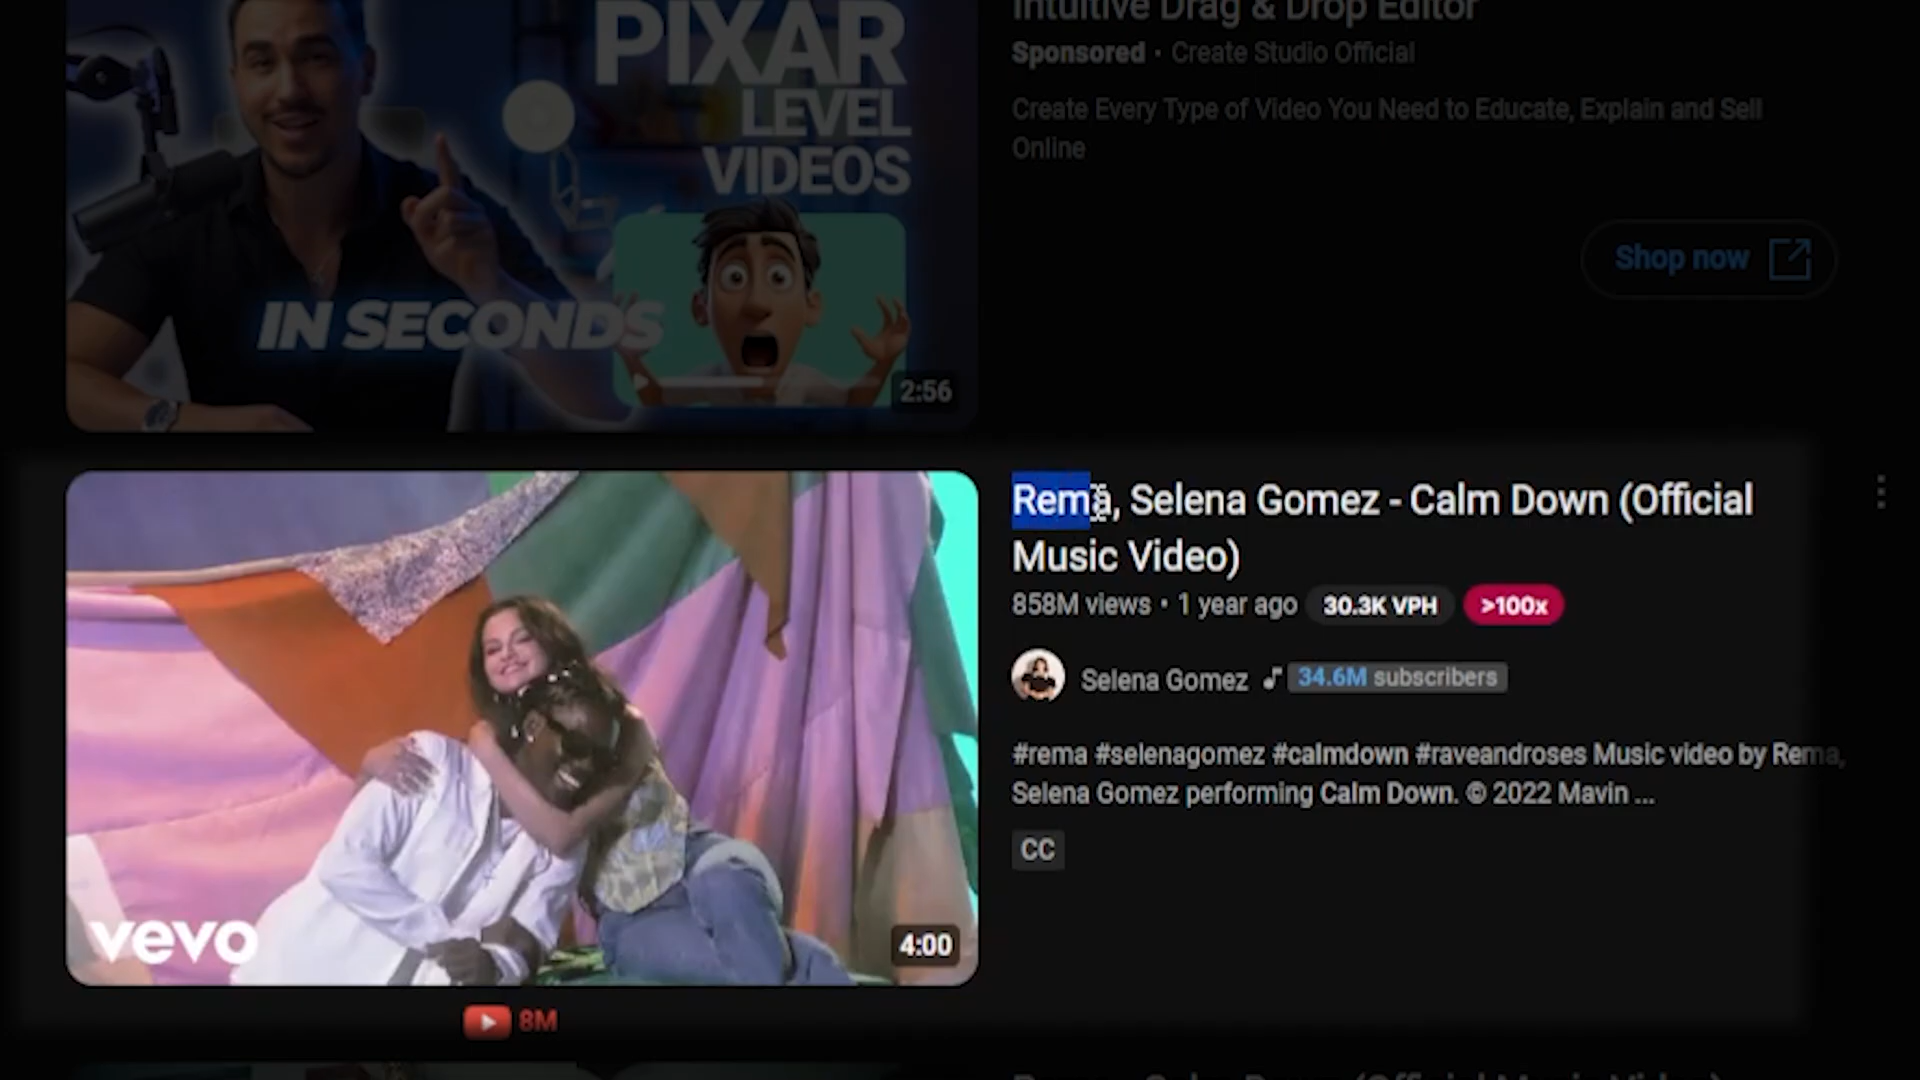 PIXAR
LEVEL
VIDEOS
IN SECONDS
2:56
Intuitive Drag & Drop Editor
Sponsored · Create Studio Official
Create Every Type of Video You Need to Educate, Explain and Sell
Online
Shop now
vevo
4:00
8M
Rema, Selena Gomez - Calm Down (Official
Music Video)
858M views • 1 year ago 30.3K VPH >100x
Selena Gomez 34.6M subscribers
#rema #selenagomez #calmdown #raveandroses Music video by Rema,
Selena Gomez performing Calm Down. © 2022 Mavin ...
CC